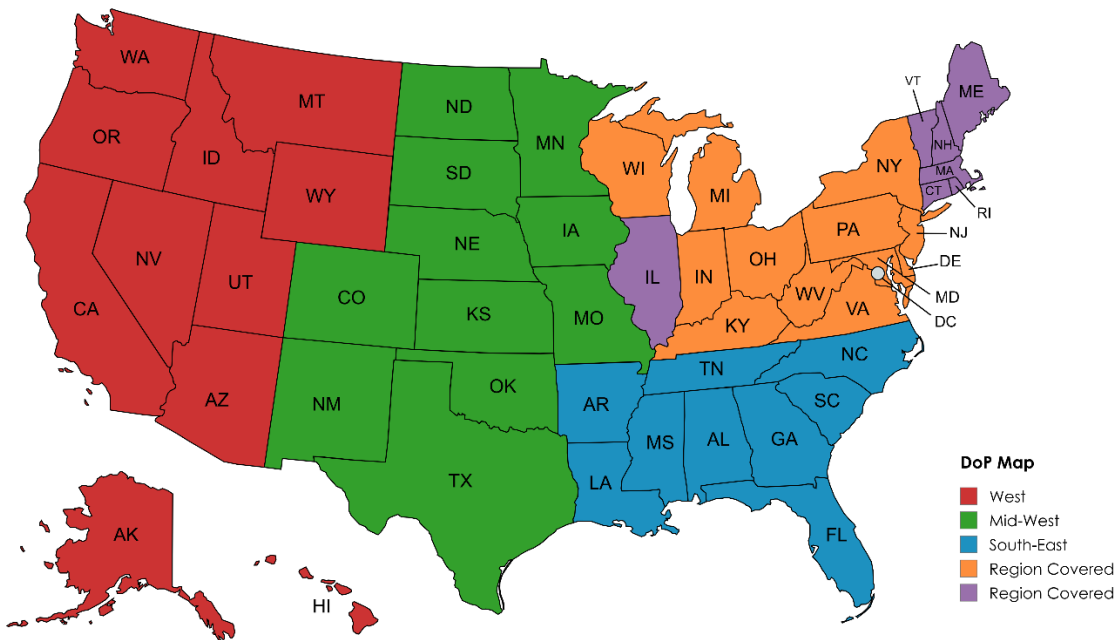 WA
MT
ND
MN
VT
ME
OR
ID
SD
WI
NY
NH
MA
CT
RI
WY
MI
NE
IA
PA
NJ
NV
UT
IL
IN
OH
DE
CA
CO
KS
MO
WV
VA
MD
KY
DC
AZ
NM
OK
AR
TN
NC
SC
MS
AL
GA
TX
LA
FL
AK
HI
DoP Map
West
Mid-West
South-East
Region Covered
Region Covered